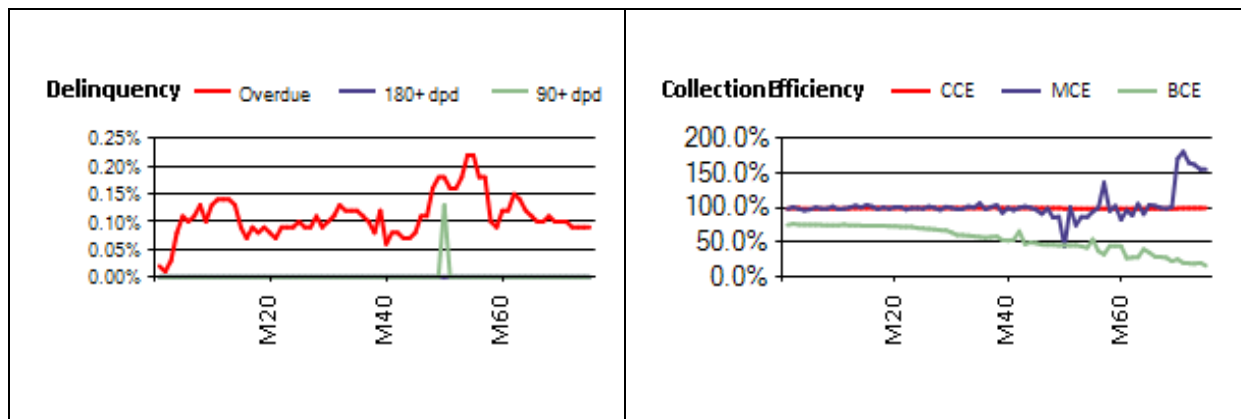 Delinquency Overdue 180+ dpd 90+ dpd
0.25%
0.20%
0.15%
0.10%
0.05%
0.00%
M20 M40 M60
Collection Efficiency CCE MCE BCE
200.0%
150.0%
100.0%
50.0%
0.0%
M20 M40 M60